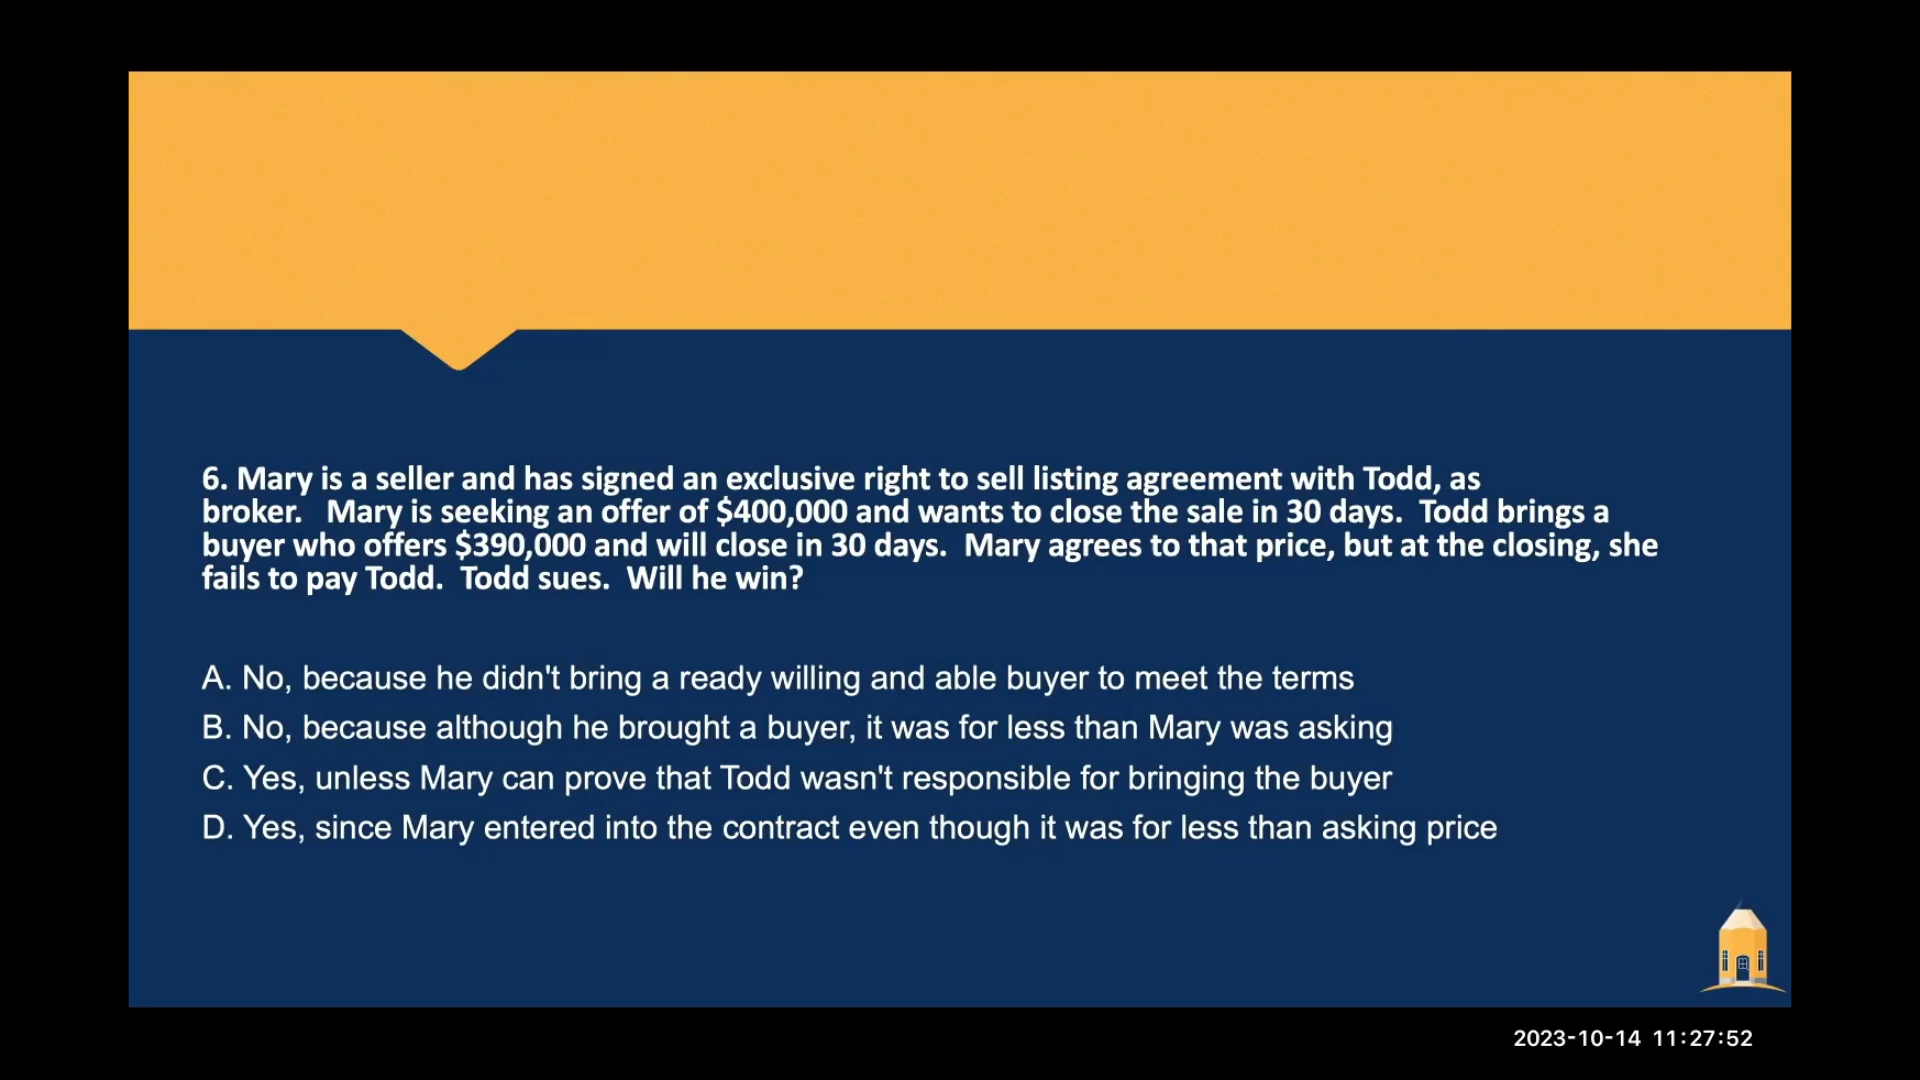 6. Mary is a seller and has signed an exclusive right to sell listing agreement with Todd, as
broker.   Mary is seeking an offer of $400,000 and wants to close the sale in 30 days.  Todd brings a
buyer who offers $390,000 and will close in 30 days.  Mary agrees to that price, but at the closing, she
fails to pay Todd.  Todd sues.  Will he win?
A. No, because he didn't bring a ready willing and able buyer to meet the terms
B. No, because although he brought a buyer, it was for less than Mary was asking
C. Yes, unless Mary can prove that Todd wasn't responsible for bringing the buyer
D. Yes, since Mary entered into the contract even though it was for less than asking price
2023-10-14 11:27:52